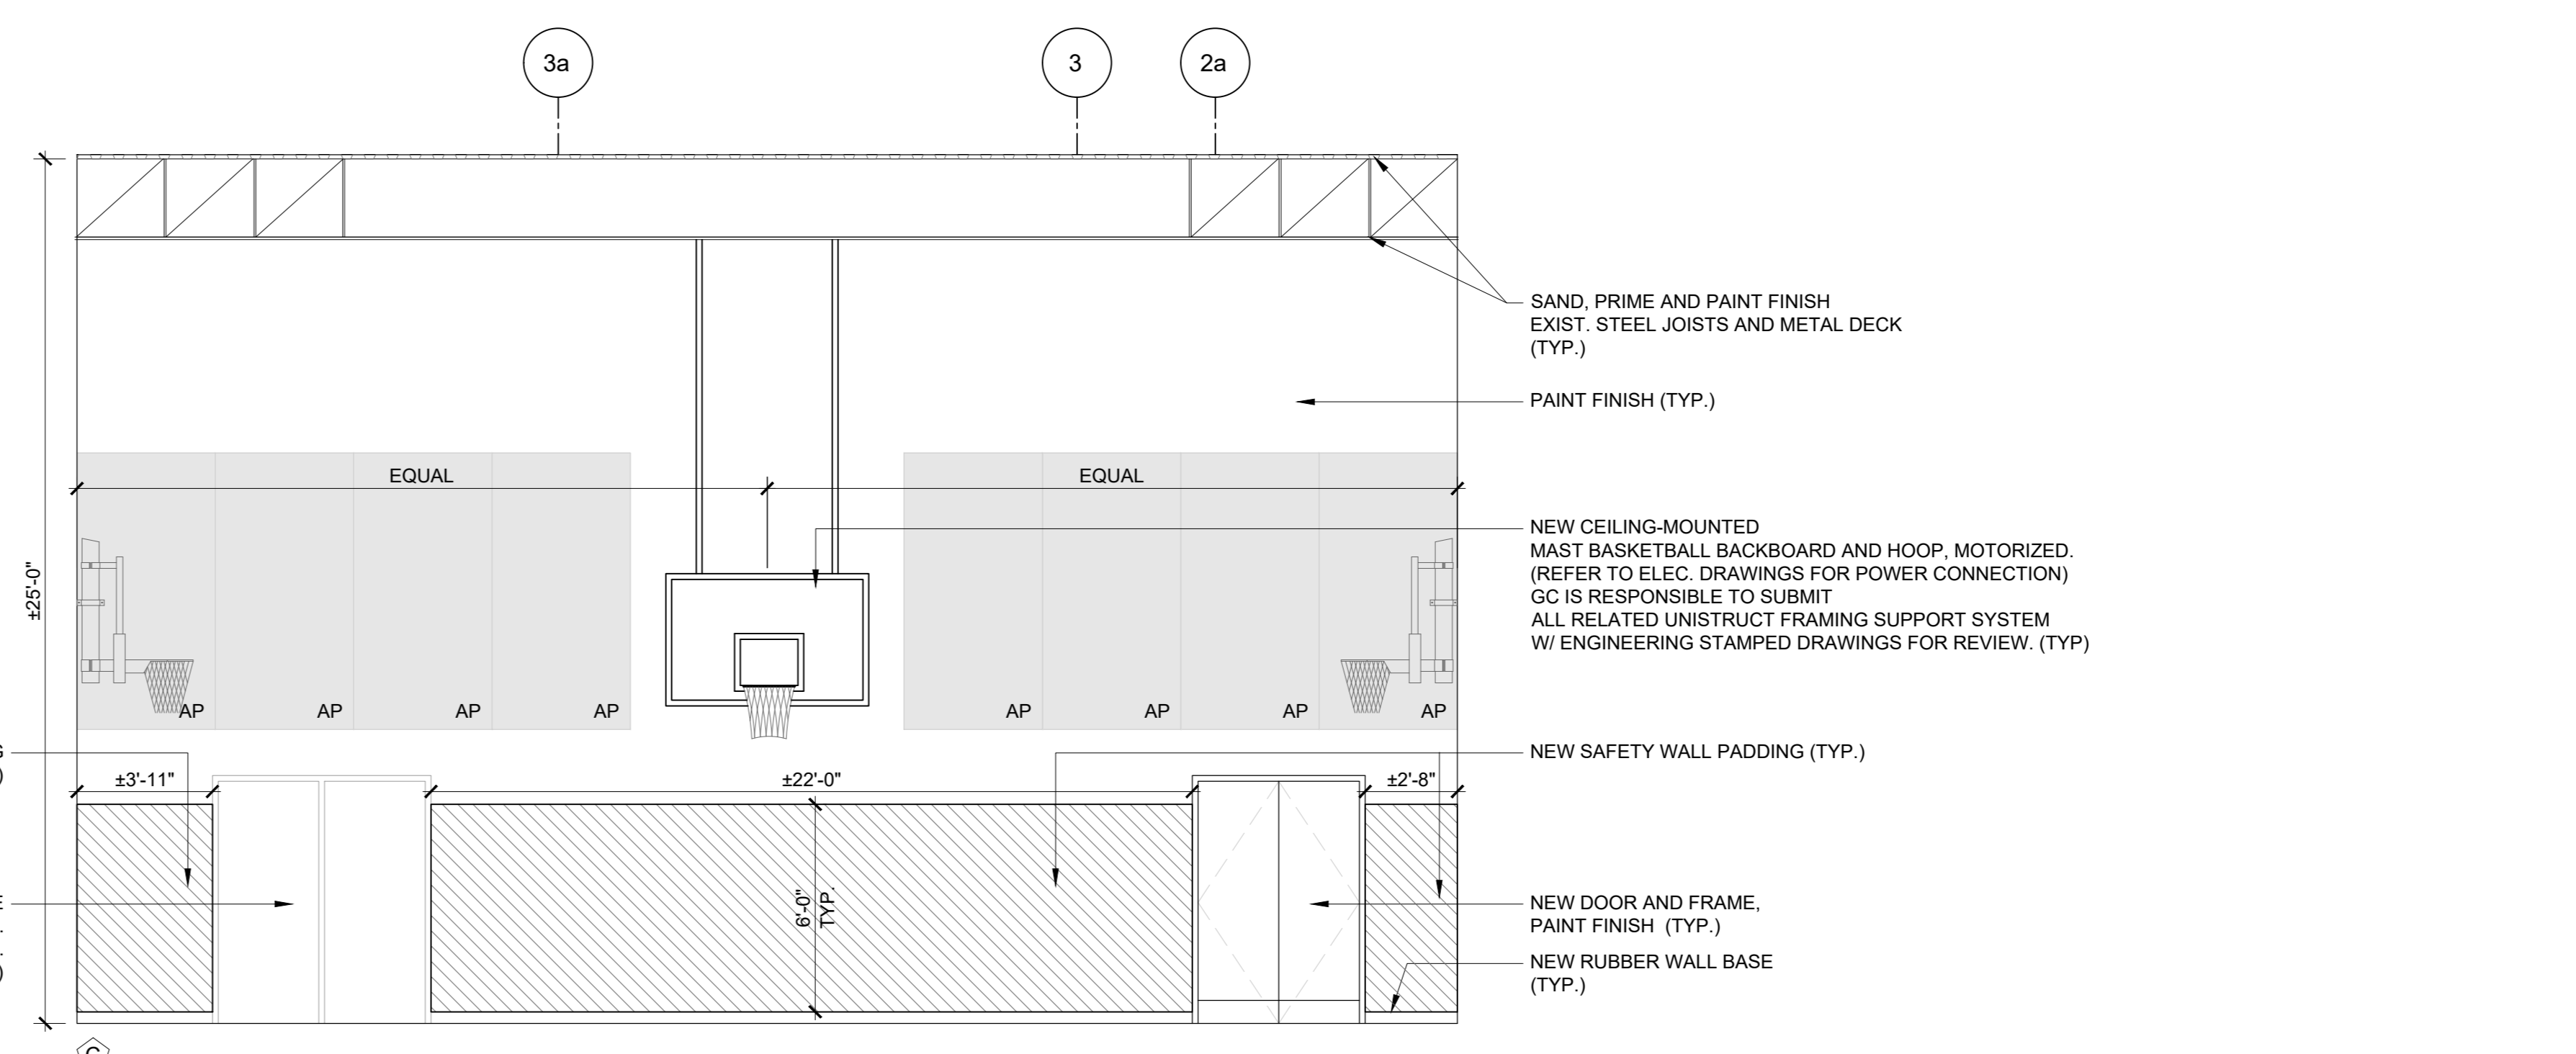 3a
3
2a
SAND, PRIME AND PAINT FINISH
EXIST. STEEL JOISTS AND METAL DECK
(TYP.)
PAINT FINISH (TYP.)
EQUAL
EQUAL
±25'-0"
NEW CEILING-MOUNTED
MAST BASKETBALL BACKBOARD AND HOOP, MOTORIZED.
(REFER TO ELEC. DRAWINGS FOR POWER CONNECTION)
GC IS RESPONSIBLE TO SUBMIT
ALL RELATED UNISTRUCT FRAMING SUPPORT SYSTEM
W/ ENGINEERING STAMPED DRAWINGS FOR REVIEW. (TYP)
AP
AP
AP
AP
AP
AP
AP
AP
NEW SAFETY WALL PADDING (TYP.)
±3'-11"
±22'-0"
±2'-8"
6'-0"
TYP.
NEW DOOR AND FRAME,
PAINT FINISH (TYP.)
NEW RUBBER WALL BASE
(TYP.)